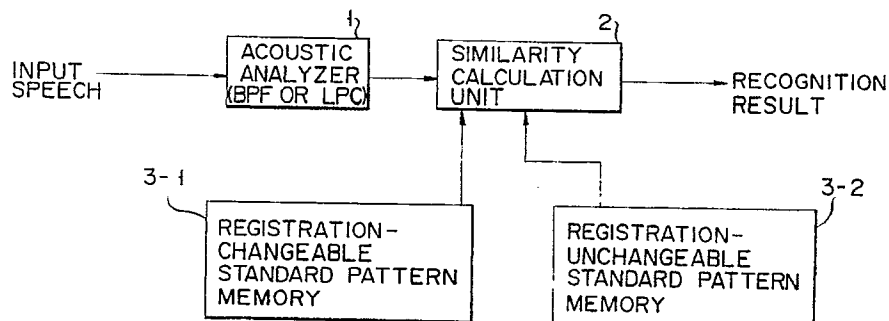 1
2
INPUT
SPEECH
ACOUSTIC
ANALYZER
(BPF OR LPC)
SIMILARITY
CALCULATION
UNIT
RECOGNITION
RESULT
3-1
REGISTRATION-
CHANGEABLE
STANDARD PATTERN
MEMORY
3-2
REGISTRATION-
UNCHANGEABLE
STANDARD PATTERN
MEMORY